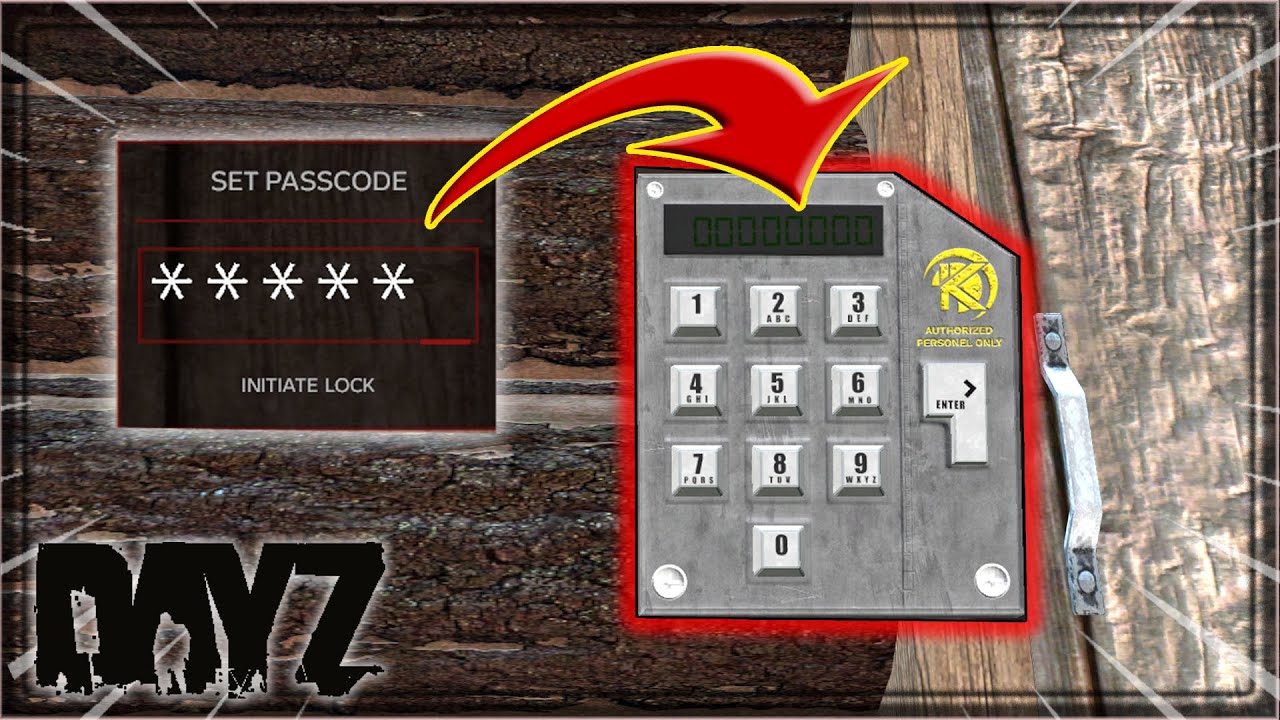 SET PASSCODE
*****
INITIATE LOCK
00000000
1
2
ABC
3
DEF
AUTHORIZED
PERSONEL ONLY
4
GHI
5
JKL
6
MNO
ENTER >
7
PQRS
8
TUV
9
WXYZ
0
DAYZ